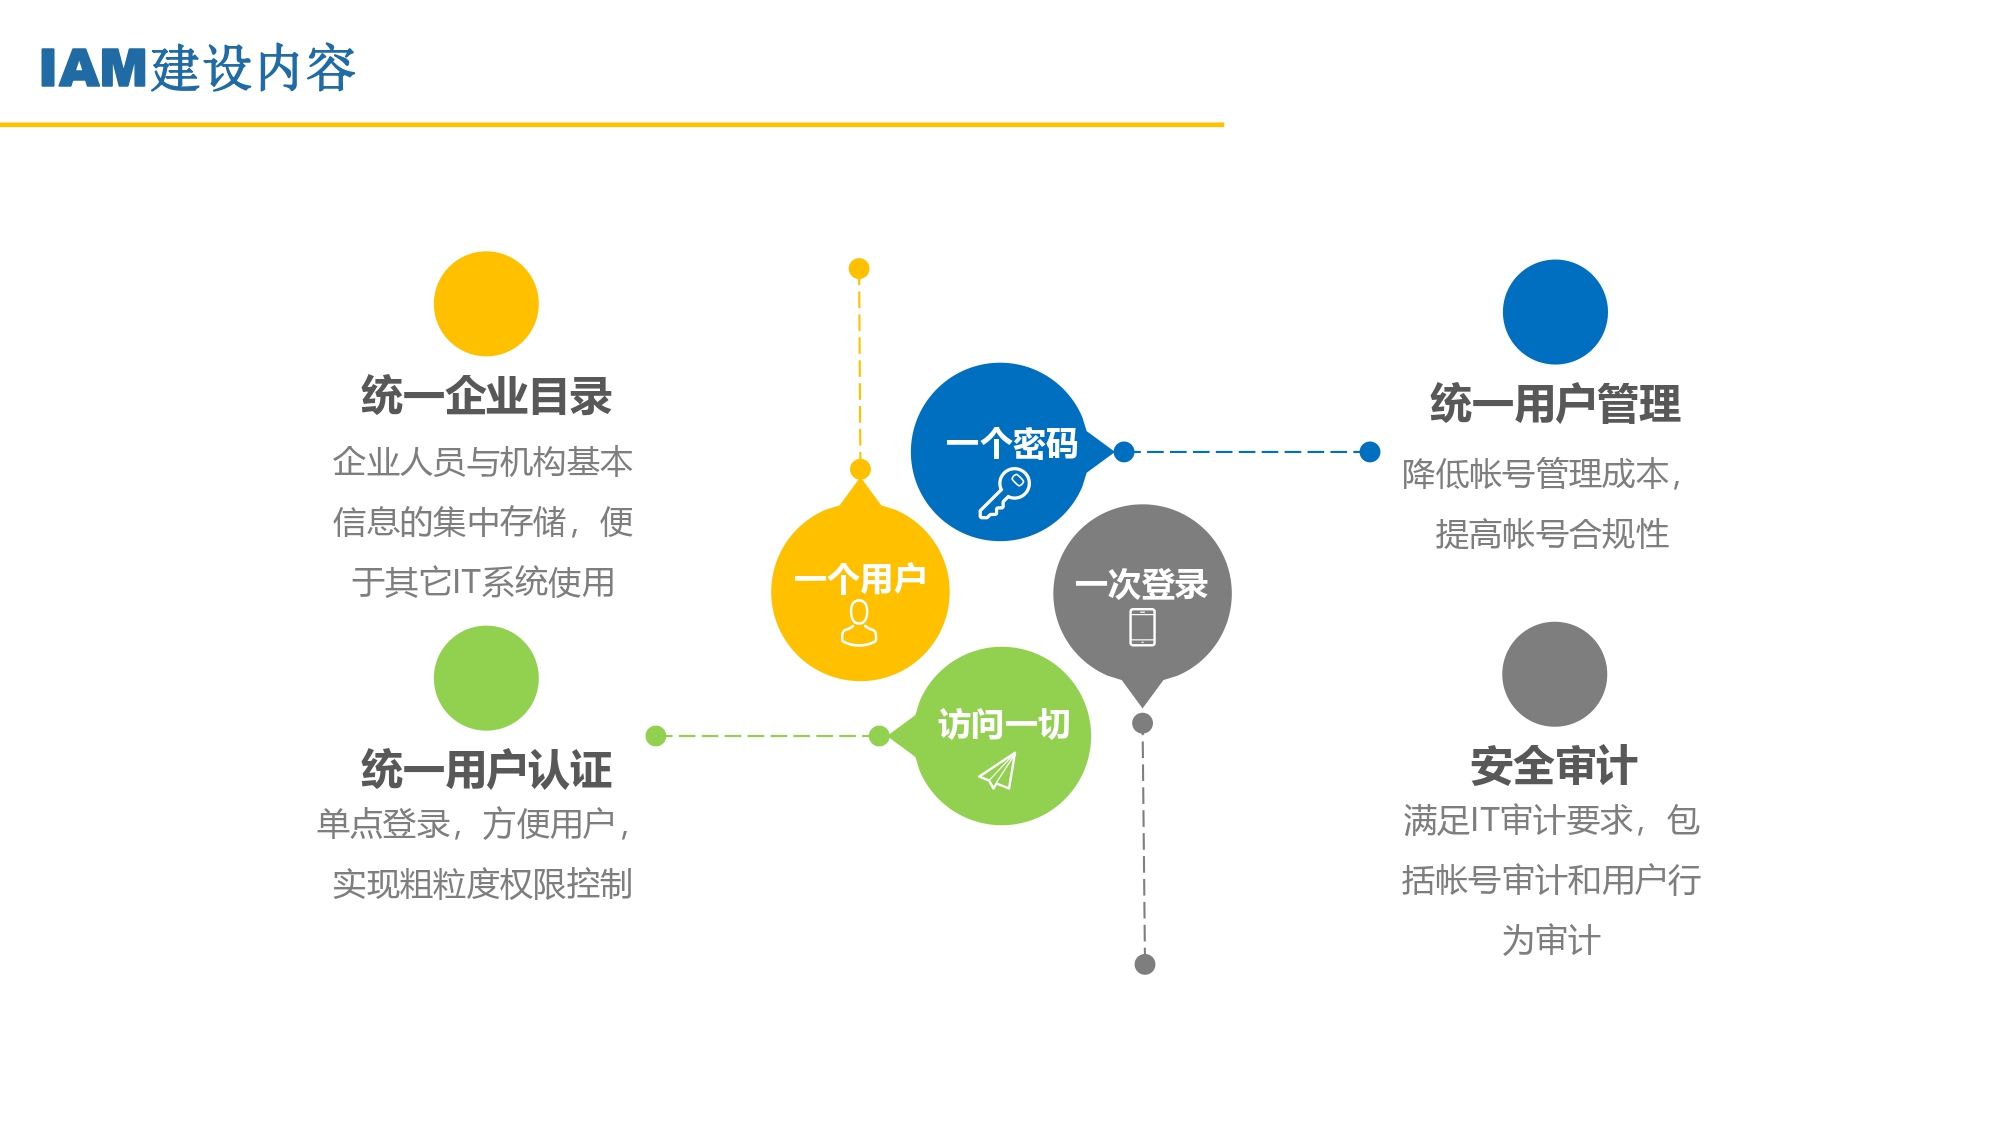 IAM建设内容
统一企业目录
企业人员与机构基本
信息的集中存储，便
于其它IT系统使用
统一用户认证
单点登录，方便用户，
实现粗粒度权限控制
一个密码
一个用户
一次登录
访问一切
统一用户管理
降低帐号管理成本，
提高帐号合规性
安全审计
满足IT审计要求，包
括帐号审计和用户行
为审计